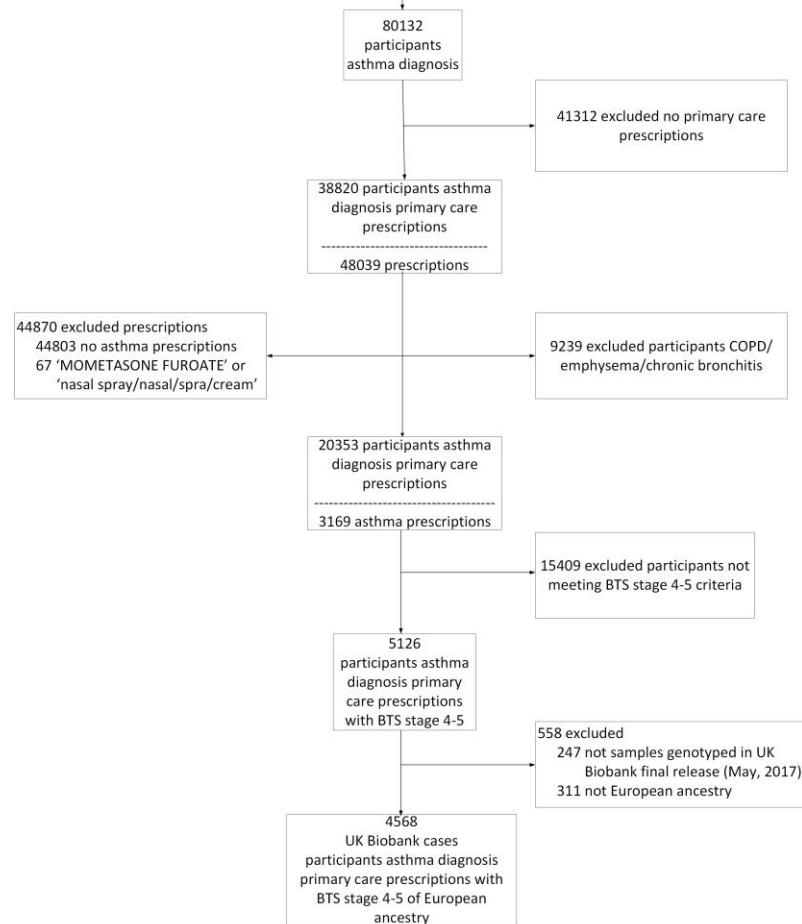 80132
participants
asthma diagnosis
41312 excluded no primary care
prescriptions
38820 participants asthma
diagnosis primary care
prescriptions
----------------------------------
48039 prescriptions
44870 excluded prescriptions
44803 no asthma prescriptions
67 ‘MOMETASONE FUROATE’ or
‘nasal spray/nasal/spra/cream’
9239 excluded participants COPD/
emphysema/chronic bronchitis
20353 participants asthma
diagnosis primary care
prescriptions
-------------------------------------
3169 asthma prescriptions
15409 excluded participants not
meeting BTS stage 4-5 criteria
5126
participants asthma
diagnosis primary
care prescriptions
with BTS stage 4-5
558 excluded
247 not samples genotyped in UK
Biobank final release (May, 2017)
311 not European ancestry
4568
UK Biobank cases
participants asthma diagnosis
primary care prescriptions with
BTS stage 4-5 of European
ancestry